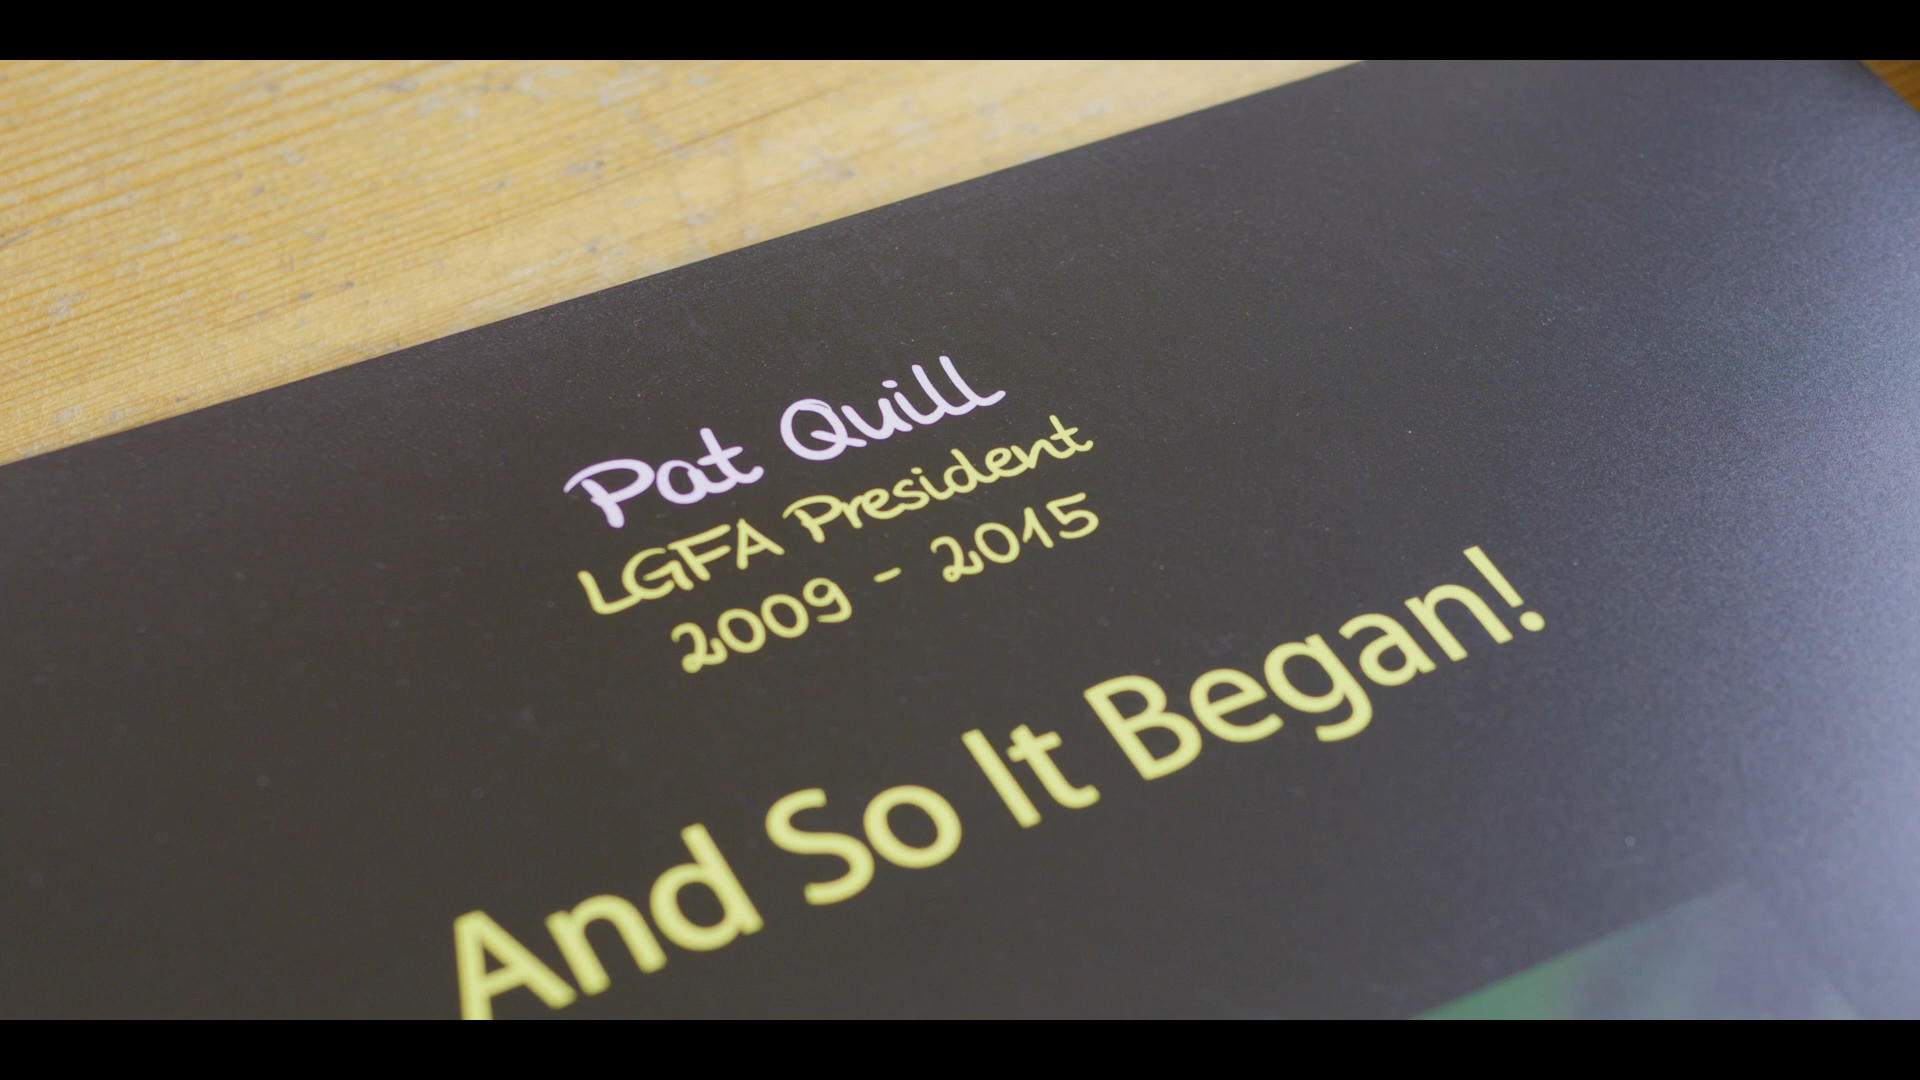 Pat Quill
LGFA President
2009 - 2015
And So It Began!